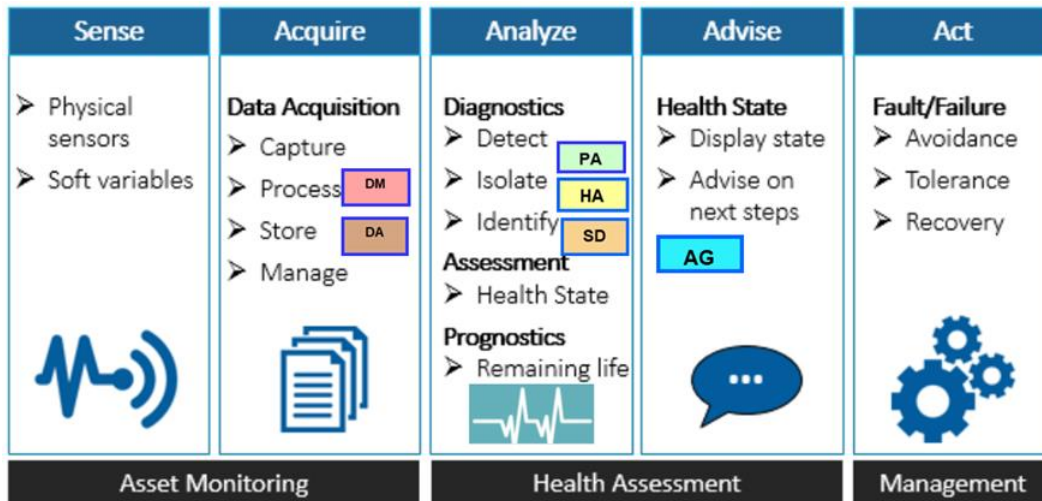 Sense
➤ Physical
sensors
➤ Soft variables
Acquire
Data Acquisition
➤ Capture
➤ Process
DM
➤ Store
DA
➤ Manage
Analyze
Diagnostics
➤ Detect
PA
➤ Isolate
HA
➤ Identify
SD
Assessment
➤ Health State
Prognostics
➤ Remaining life
Advise
Health State
➤ Display state
➤ Advise on
next steps
AG
Act
Fault/Failure
➤ Avoidance
➤ Tolerance
➤ Recovery
Asset Monitoring
Health Assessment
Management